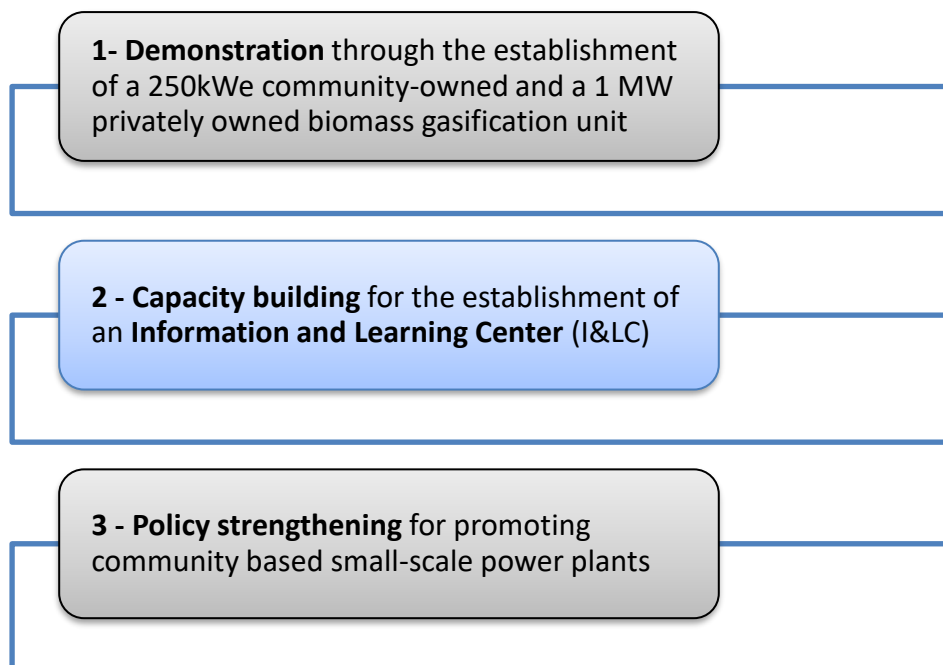 1- Demonstration through the establishment
of a 250kWe community-owned and a 1 MW
privately owned biomass gasification unit
2 - Capacity building for the establishment of
an Information and Learning Center (I&LC)
3 - Policy strengthening for promoting
community based small-scale power plants